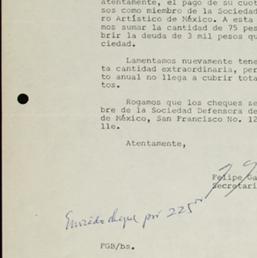 atentamente, el pago de su cuot
sos como miembro de la Sociedad
ro Artístico de México. A esta
mos sumar la cantidad de 75 pes
brir la deuda de 3 mil pesos qu
ciedad.
Lamentamos nuevamente tene
ta cantidad extraordinaria, per
to anual no llega a cubrir tota
tos.
Rogamos que los cheques se
bre de la Sociedad Defensora de
de México, San Francisco No. 12
lle.
Atentamente,
Felipe Ga
Secretari
Enviado cheque por 225
FGB/bs.